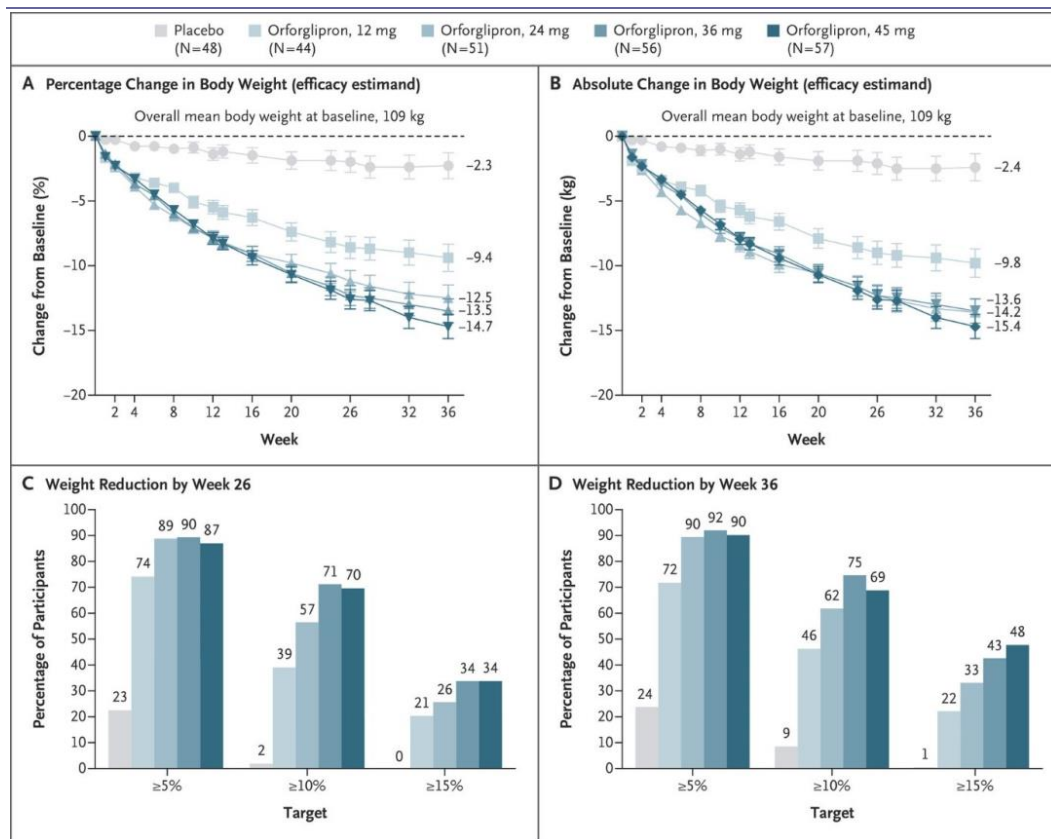 Placebo (N=48)
Orforglipron, 12 mg (N=44)
Orforglipron, 24 mg (N=51)
Orforglipron, 36 mg (N=56)
Orforglipron, 45 mg (N=57)
A Percentage Change in Body Weight (efficacy estimand)
Overall mean body weight at baseline, 109 kg
Change from Baseline (%)
0
−5
−10
−15
−20
−2.3
−9.4
−12.5
−13.5
−14.7
2 4 8 12 16 20 26 32 36
Week
B Absolute Change in Body Weight (efficacy estimand)
Overall mean body weight at baseline, 109 kg
Change from Baseline (kg)
0
−5
−10
−15
−20
−2.4
−9.8
−13.6
−14.2
−15.4
2 4 8 12 16 20 26 32 36
Week
C Weight Reduction by Week 26
Percentage of Participants
100
90
80
70
60
50
40
30
20
10
0
23 74 89 90 87
2 39 57 71 70
0 21 26 34 34
≥5% ≥10% ≥15%
Target
D Weight Reduction by Week 36
Percentage of Participants
100
90
80
70
60
50
40
30
20
10
0
24 72 90 92 90
9 46 62 75 69
1 22 33 43 48
≥5% ≥10% ≥15%
Target